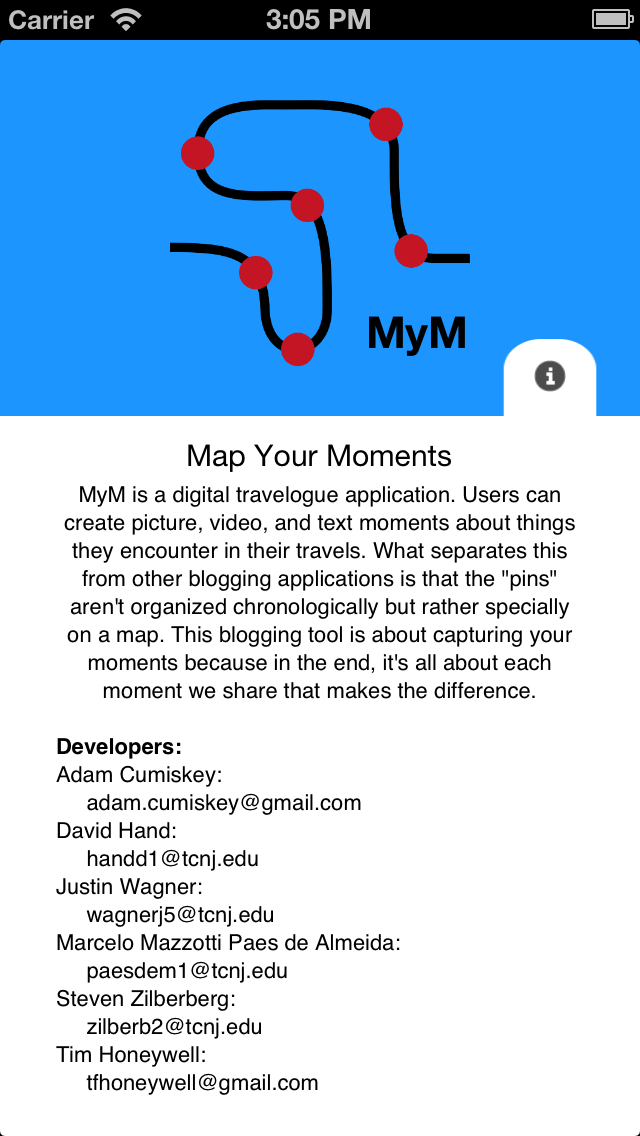 Carrier 3:05 PM
MyM
Map Your Moments
MyM is a digital travelogue application. Users can
create picture, video, and text moments about things
they encounter in their travels. What separates this
from other blogging applications is that the "pins"
aren't organized chronologically but rather specially
on a map. This blogging tool is about capturing your
moments because in the end, it's all about each
moment we share that makes the difference.
Developers:
Adam Cumiskey:
adam.cumiskey@gmail.com
David Hand:
handd1@tcnj.edu
Justin Wagner:
wagnerj5@tcnj.edu
Marcelo Mazzotti Paes de Almeida:
paesdem1@tcnj.edu
Steven Zilberberg:
zilberb2@tcnj.edu
Tim Honeywell:
tfhoneywell@gmail.com